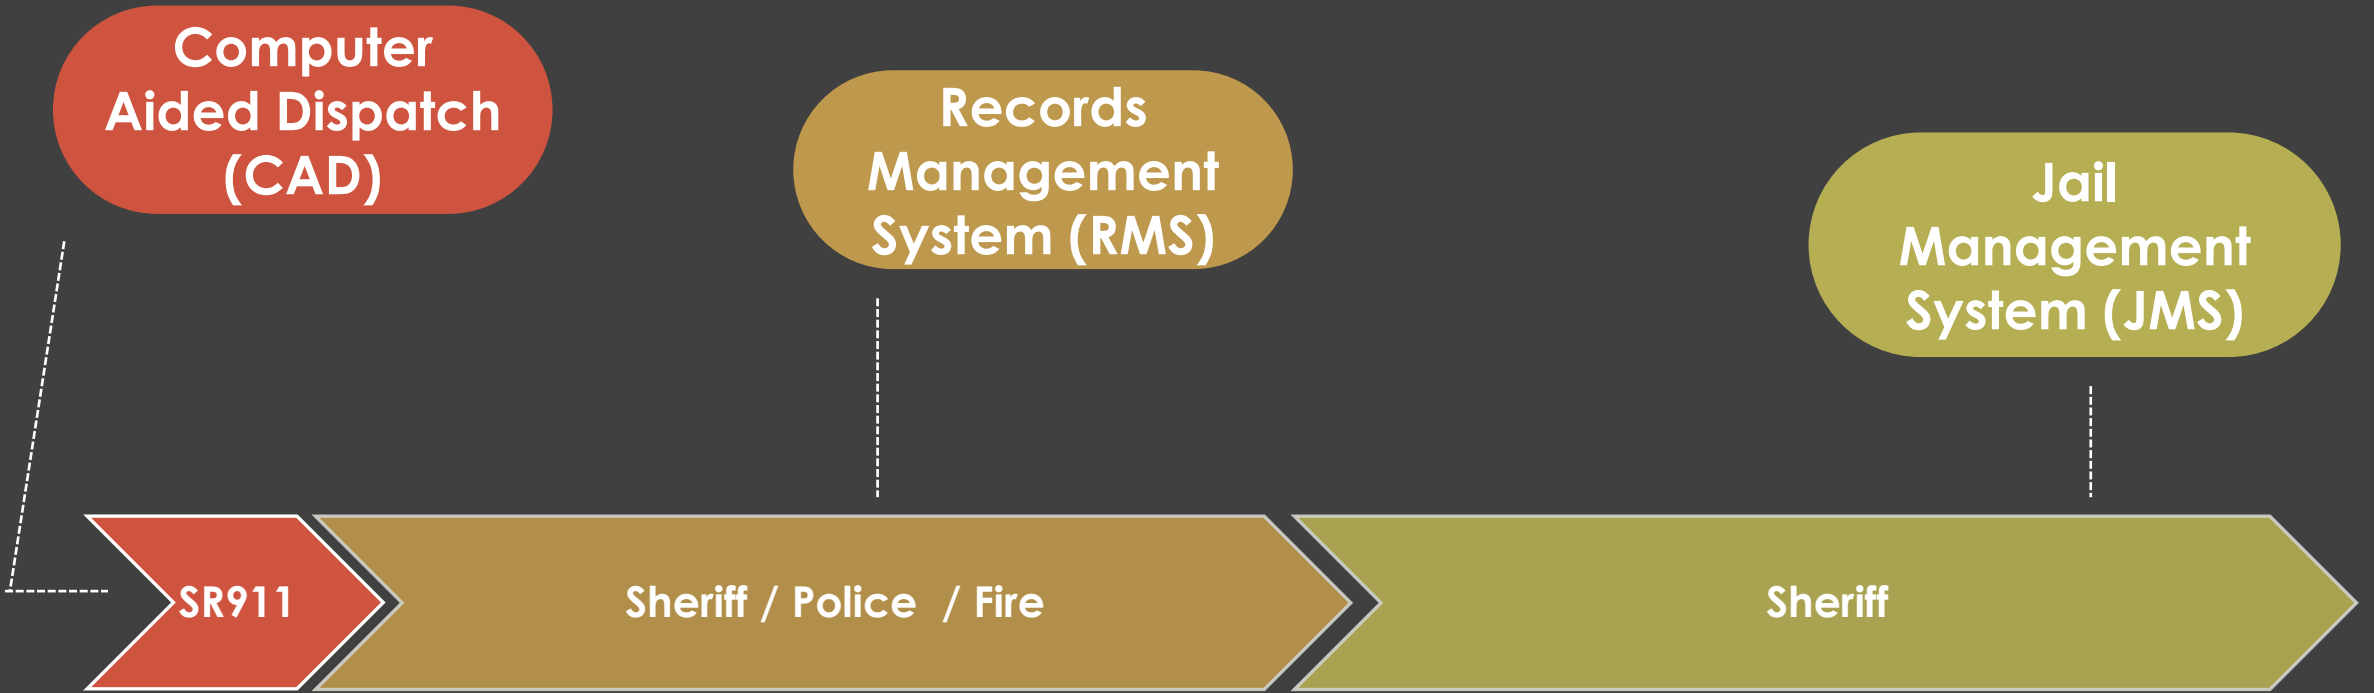 Computer
Aided Dispatch
(CAD)
Records
Management
System (RMS)
Jail
Management
System (JMS)
SR911
Sheriff / Police / Fire
Sheriff